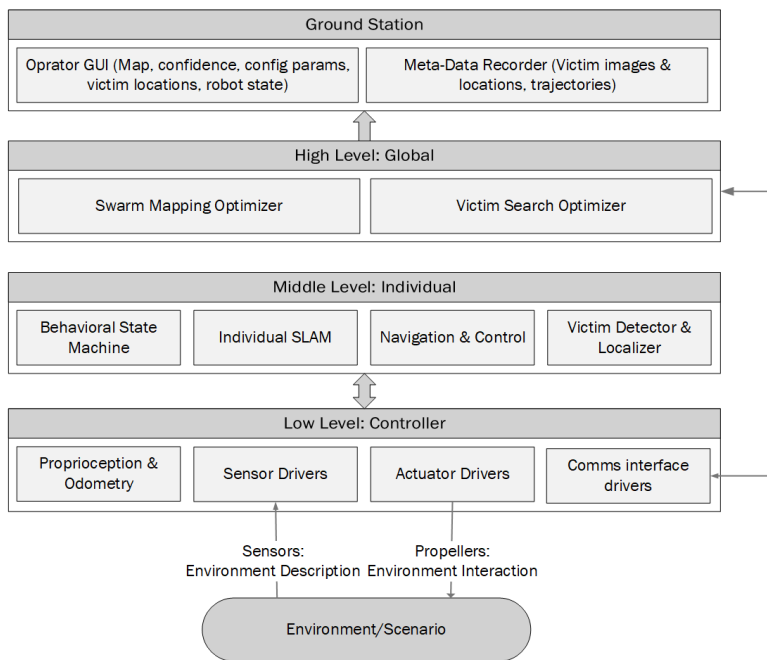 Ground Station
Oprator GUI (Map, confidence, config params,
victim locations, robot state)
Meta-Data Recorder (Victim images &
locations, trajectories)
High Level: Global
Swarm Mapping Optimizer
Victim Search Optimizer
Middle Level: Individual
Behavioral State
Machine
Individual SLAM
Navigation & Control
Victim Detector &
Localizer
Low Level: Controller
Proprioception &
Odometry
Sensor Drivers
Actuator Drivers
Comms interface
drivers
Sensors:
Environment Description
Propellers:
Environment Interaction
Environment/Scenario